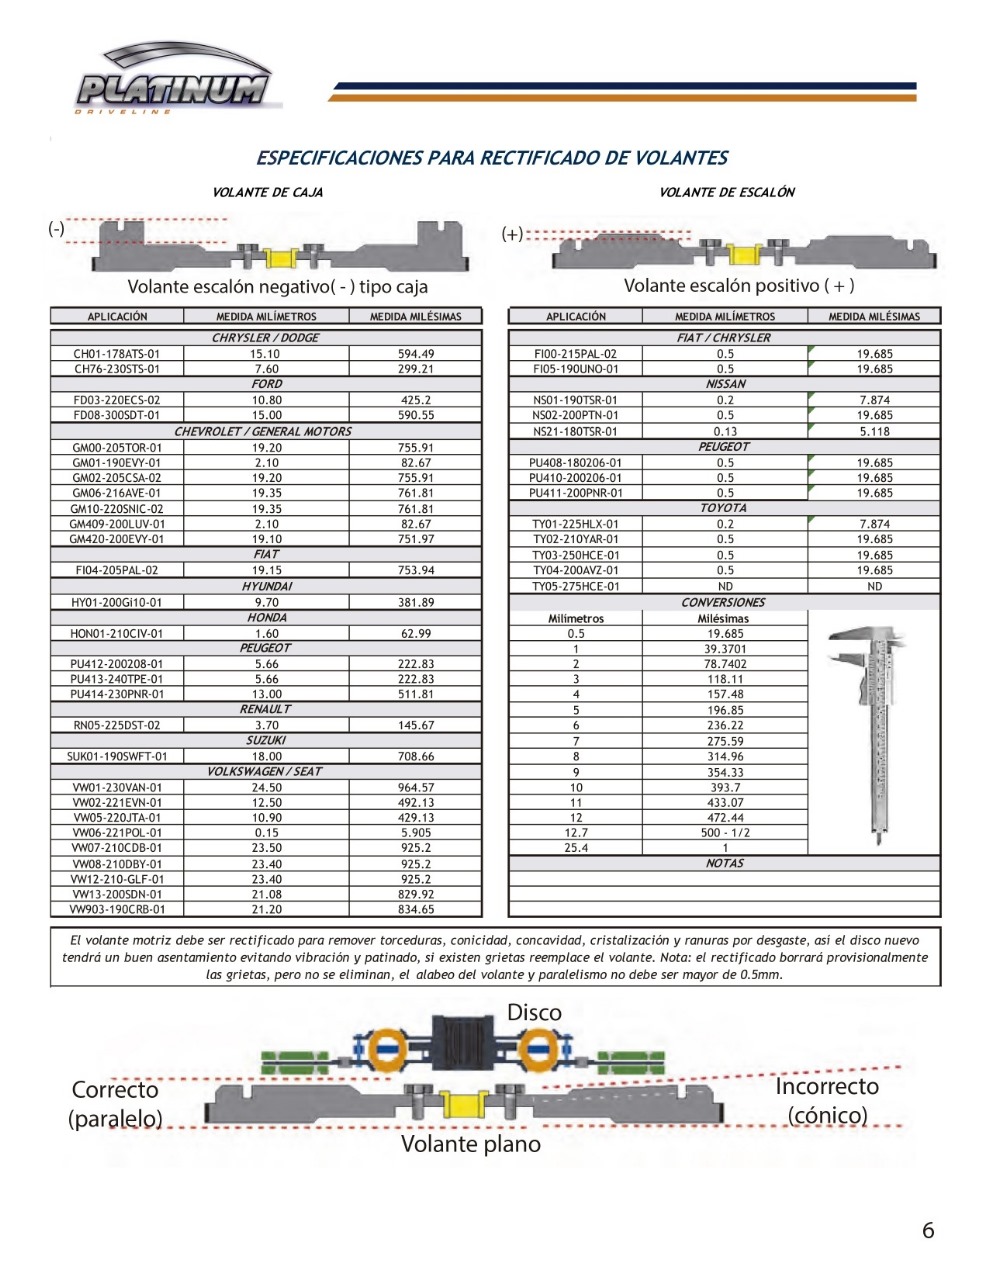 PLATINUM
DRIVELINE
ESPECIFICACIONES PARA RECTIFICADO DE VOLANTES
VOLANTE DE CAJA
(-)
Volante escalón negativo( - ) tipo caja
APLICACIÓN MEDIDA MILÍMETROS MEDIDA MILÉSIMAS
CHRYSLER / DODGE
CH01-178ATS-01 15.10 594.49
CH76-230STS-01 7.60 299.21
FORD
FD03-220ECS-02 10.80 425.2
FD08-300SDT-01 15.00 590.55
CHEVROLET / GENERAL MOTORS
GM00-205TOR-01 19.20 755.91
GM01-190EVY-01 2.10 82.67
GM02-205CSA-02 19.20 755.91
GM06-216AVE-01 19.35 761.81
GM10-220SNIC-02 19.35 761.81
GM409-200LUV-01 2.10 82.67
GM420-200EVY-01 19.10 751.97
FIAT
FI04-205PAL-02 19.15 753.94
HYUNDAI
HY01-200Gi10-01 9.70 381.89
HONDA
HON01-210CIV-01 1.60 62.99
PEUGEOT
PU412-200208-01 5.66 222.83
PU413-240TPE-01 5.66 222.83
PU414-230PNR-01 13.00 511.81
RENAULT
RN05-225DST-02 3.70 145.67
SUZUKI
SUK01-190SWFT-01 18.00 708.66
VOLKSWAGEN / SEAT
VW01-230VAN-01 24.50 964.57
VW02-221EVN-01 12.50 492.13
VW05-220JTA-01 10.90 429.13
VW06-221POL-01 0.15 5.905
VW07-210CDB-01 23.50 925.2
VW08-210DBY-01 23.40 925.2
VW12-210-GLF-01 23.40 925.2
VW13-200SDN-01 21.08 829.92
VW903-190CRB-01 21.20 834.65
VOLANTE DE ESCALÓN
(+)
Volante escalón positivo ( + )
APLICACIÓN MEDIDA MILÍMETROS MEDIDA MILÉSIMAS
FIAT / CHRYSLER
FI00-215PAL-02 0.5 19.685
FI05-190UNO-01 0.5 19.685
NISSAN
NS01-190TSR-01 0.2 7.874
NS02-200PTN-01 0.5 19.685
NS21-180TSR-01 0.13 5.118
PEUGEOT
PU408-180206-01 0.5 19.685
PU410-200206-01 0.5 19.685
PU411-200PNR-01 0.5 19.685
TOYOTA
TY01-225HLX-01 0.2 7.874
TY02-210YAR-01 0.5 19.685
TY03-250HCE-01 0.5 19.685
TY04-200AVZ-01 0.5 19.685
TY05-275HCE-01 ND ND
CONVERSIONES
Milímetros Milésimas
0.5 19.685
1 39.3701
2 78.7402
3 118.11
4 157.48
5 196.85
6 236.22
7 275.59
8 314.96
9 354.33
10 393.7
11 433.07
12 472.44
12.7 500 - 1/2
25.4 1
NOTAS
El volante motriz debe ser rectificado para remover torceduras, conicidad, concavidad, cristalización y ranuras por desgaste, así el disco nuevo
tendrá un buen asentamiento evitando vibración y patinado, si existen grietas reemplace el volante. Nota: el rectificado borrará provisionalmente
las grietas, pero no se eliminan, el alabeo del volante y paralelismo no debe ser mayor de 0.5mm.
Disco
Correcto
(paralelo)
Incorrecto
(cónico)
Volante plano
6